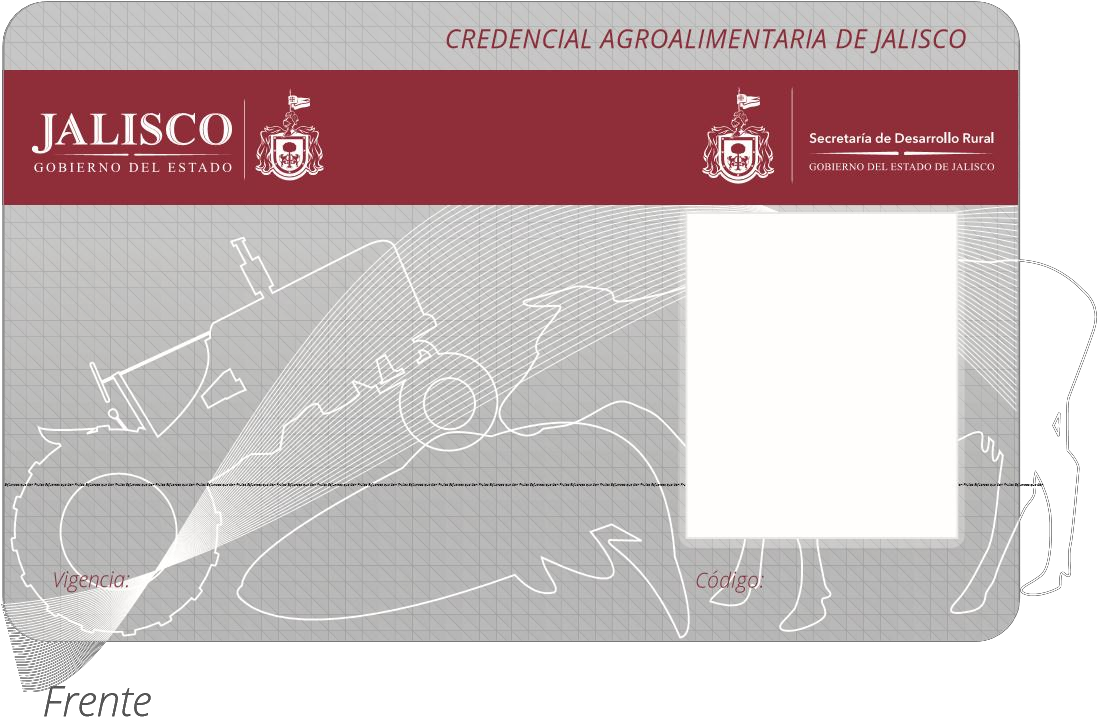 CREDENCIAL AGROALIMENTARIA DE JALISCO
JALISCO
GOBIERNO DEL ESTADO
Secretaría de Desarrollo Rural
GOBIERNO DEL ESTADO DE JALISCO
Vigencia:
Código:
Frente